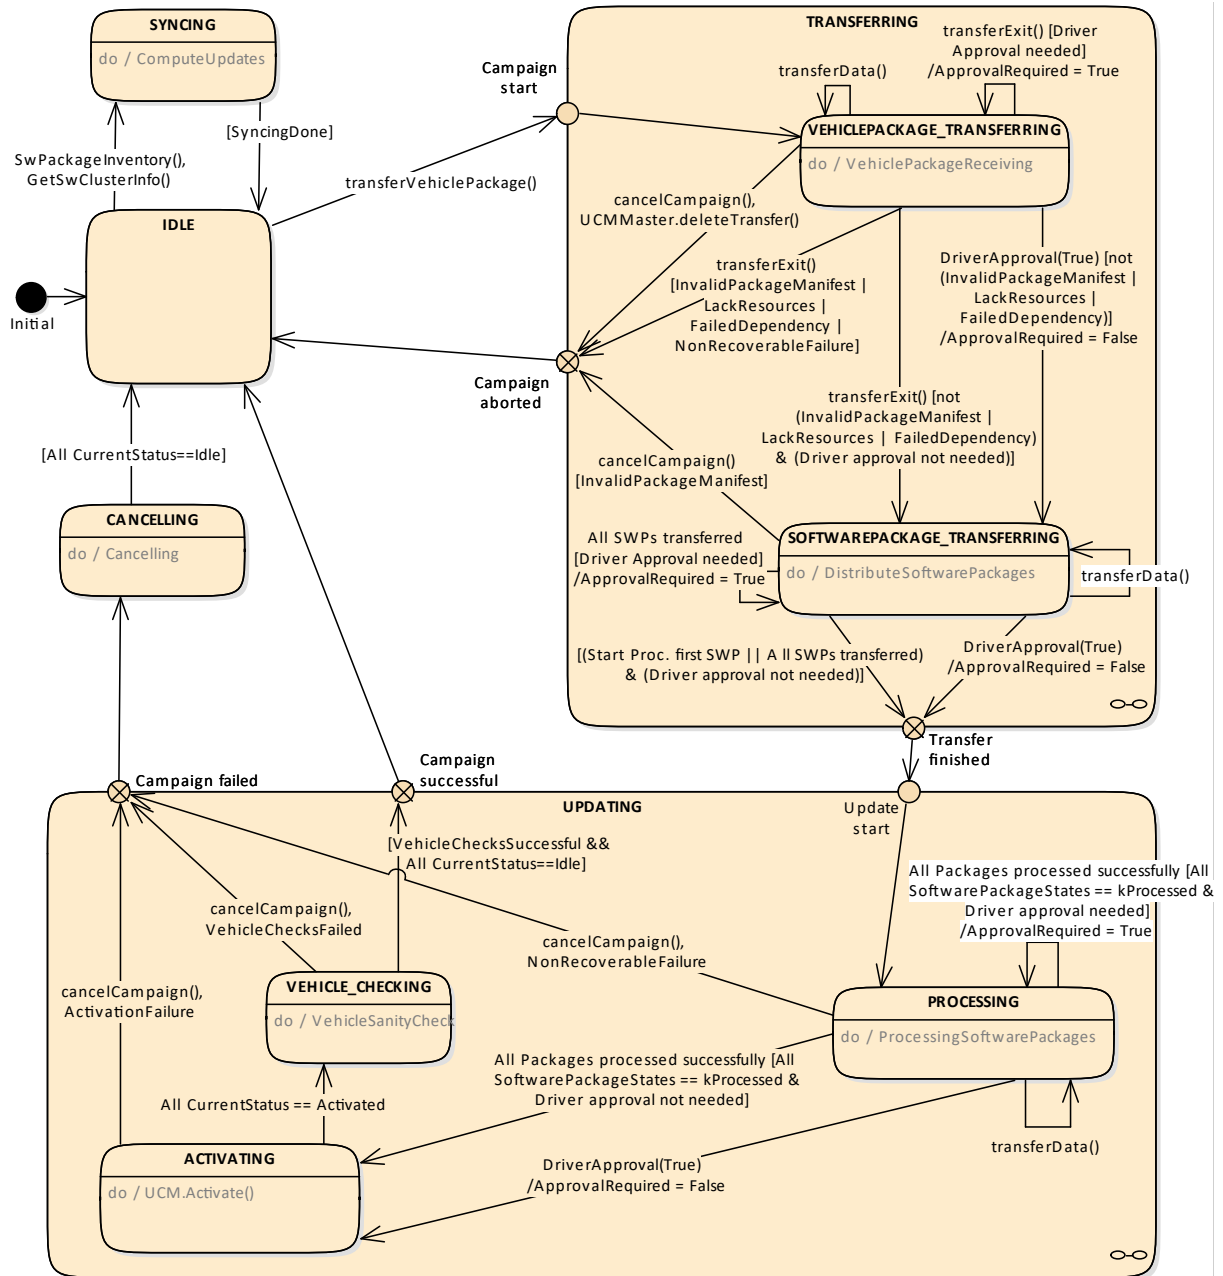 SYNCING
do / ComputeUpdates
[SyncingDone]
SwPackageInventory(),
GetSwClusterInfo()
IDLE
Initial
Campaign
start
transferVehiclePackage()
TRANSFERRING
transferData()
transferExit() [Driver
Approval needed]
/ApprovalRequired = True
VEHICLEPACKAGE_TRANSFERRING
do / VehiclePackageReceiving
cancelCampaign(),
UCMMaster.deleteTransfer()
transferExit()
[InvalidPackageManifest |
LackResources |
FailedDependency |
NonRecoverableFailure]
DriverApproval(True) [not
(InvalidPackageManifest |
LackResources |
FailedDependency)]
/ApprovalRequired = False
Campaign
aborted
transferExit() [not
(InvalidPackageManifest |
LackResources | FailedDependency)
& (Driver approval not needed)]
cancelCampaign()
[InvalidPackageManifest]
All SWPs transferred
[Driver Approval needed]
/ApprovalRequired = True
SOFTWAREPACKAGE_TRANSFERRING
do / DistributeSoftwarePackages
transferData()
[(Start Proc. first SWP || A ll SWPs transferred)
& (Driver approval not needed)]
DriverApproval(True)
/ApprovalRequired = False
Transfer
finished
[All CurrentStatus==Idle]
CANCELLING
do / Cancelling
Campaign failed
Campaign
successful
UPDATING
Update
start
[VehicleChecksSuccessful &&
All CurrentStatus==Idle]
All Packages processed successfully [All
SoftwarePackageStates == kProcessed &
Driver approval needed]
/ApprovalRequired = True
cancelCampaign(),
VehicleChecksFailed
cancelCampaign(),
NonRecoverableFailure
cancelCampaign(),
ActivationFailure
VEHICLE_CHECKING
do / VehicleSanityCheck
PROCESSING
do / ProcessingSoftwarePackages
All Packages processed successfully [All
SoftwarePackageStates == kProcessed &
Driver approval not needed]
All CurrentStatus == Activated
transferData()
ACTIVATING
do / UCM.Activate()
DriverApproval(True)
/ApprovalRequired = False